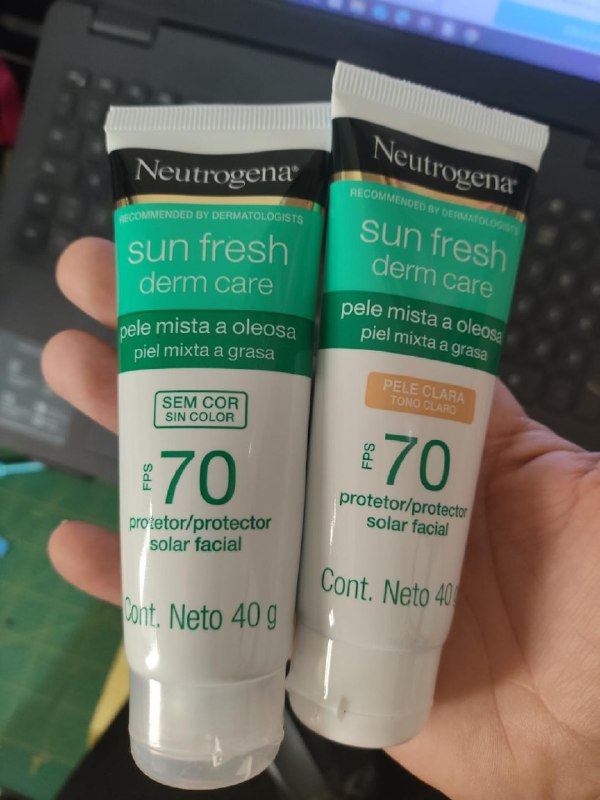 Neutrogena®
RECOMMENDED BY DERMATOLOGISTS
sun fresh
derm care
pele mista a oleosa
piel mixta a grasa
SEM COR
SIN COLOR
FPS 70
protetor/protector
solar facial
Cont. Neto 40 g
Neutrogena®
RECOMMENDED BY DERMATOLOGISTS
sun fresh
derm care
pele mista a oleosa
piel mixta a grasa
PELE CLARA
TONO CLARO
FPS 70
protetor/protector
solar facial
Cont. Neto 40 g